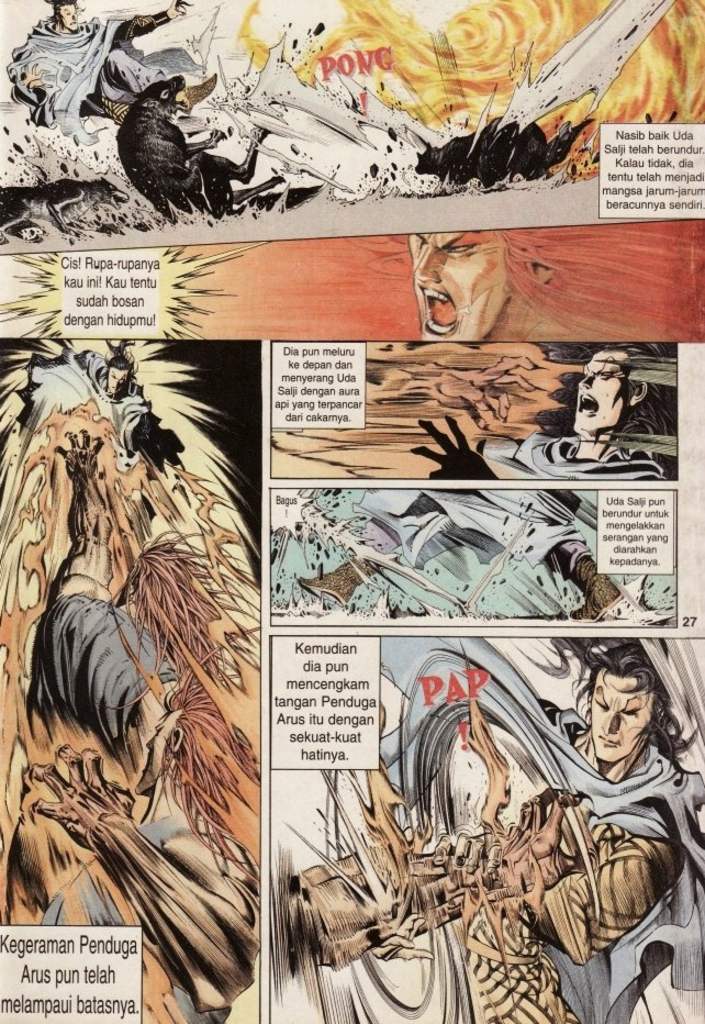 PONG
!
Nasib baik Uda
Salji telah berundur.
Kalau tidak, dia
tentu telah menjadi
mangsa jarum-jarum
beracunnya sendiri.
Cis! Rupa-rupanya
kau ini! Kau tentu
sudah bosan
dengan hidupmu!
Kegeraman Penduga
Arus pun telah
melampaui batasnya.
Dia pun meluru
ke depan dan
menyerang Uda
Salji dengan aura
api yang terpancar
dari cakarnya.
Bagus
!
Uda Salji pun
berundur untuk
mengelakkan
serangan yang
diarahkan
kepadanya.
27
Kemudian
dia pun
mencengkam
tangan Penduga
Arus itu dengan
sekuat-kuat
hatinya.
PAP
!